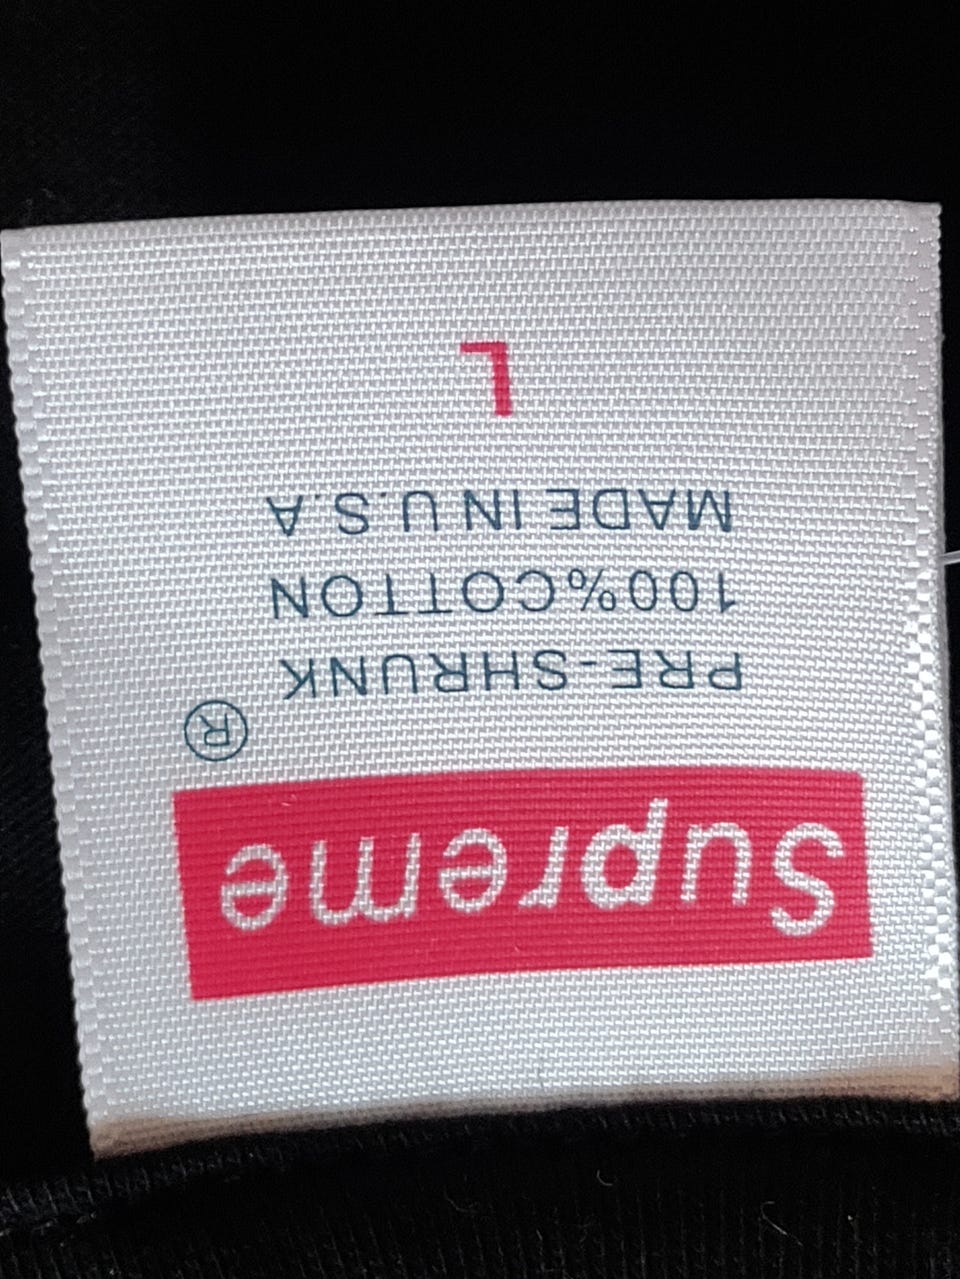 Supreme
®
PRE-SHRUNK
100%COTTON
MADE IN U.S.A
L